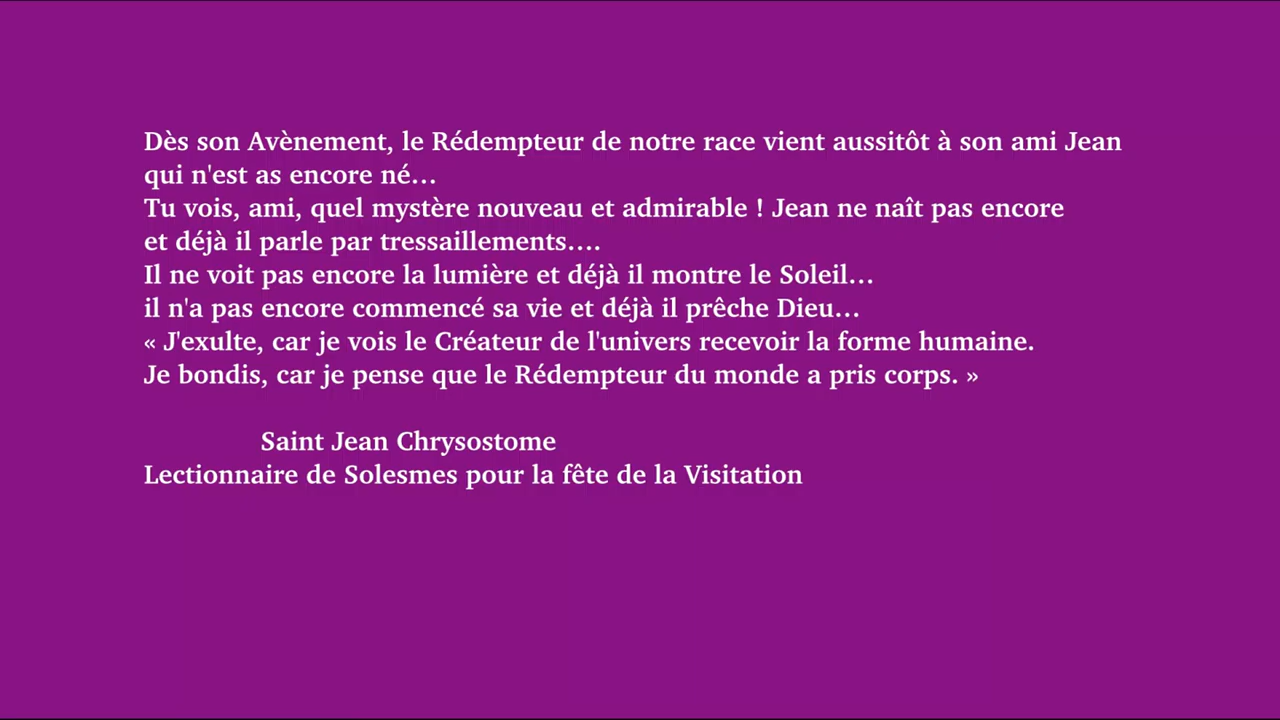 Dès son Avènement, le Rédempteur de notre race vient aussitôt à son ami Jean
qui n'est as encore né…
Tu vois, ami, quel mystère nouveau et admirable ! Jean ne naît pas encore
et déjà il parle par tressaillements….
Il ne voit pas encore la lumière et déjà il montre le Soleil…
il n'a pas encore commencé sa vie et déjà il prêche Dieu…
« J'exulte, car je vois le Créateur de l'univers recevoir la forme humaine.
Je bondis, car je pense que le Rédempteur du monde a pris corps. »
Saint Jean Chrysostome
Lectionnaire de Solesmes pour la fête de la Visitation